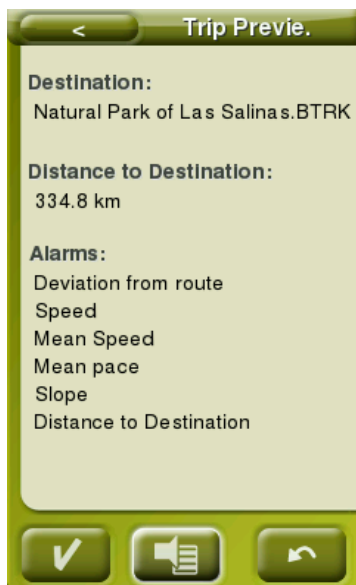 <
Trip Previe.
Destination:
Natural Park of Las Salinas.BTRK
Distance to Destination:
334.8 km
Alarms:
Deviation from route
Speed
Mean Speed
Mean pace
Slope
Distance to Destination